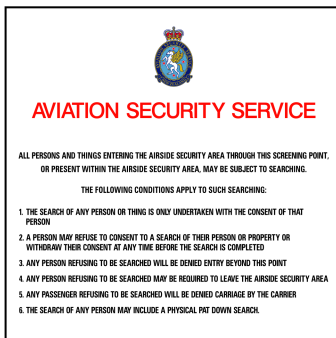 AVIATION SECURITY SERVICE
ALL PERSONS AND THINGS ENTERING THE AIRSIDE SECURITY AREA THROUGH THIS SCREENING POINT,
OR PRESENT WITHIN THE AIRSIDE SECURITY AREA, MAY BE SUBJECT TO SEARCHING.
THE FOLLOWING CONDITIONS APPLY TO SUCH SEARCHING:
1. THE SEARCH OF ANY PERSON OR THING IS ONLY UNDERTAKEN WITH THE CONSENT OF THAT
PERSON
2. A PERSON MAY REFUSE TO CONSENT TO A SEARCH OF THEIR PERSON OR PROPERTY OR
WITHDRAW THEIR CONSENT AT ANY TIME BEFORE THE SEARCH IS COMPLETED
3. ANY PERSON REFUSING TO BE SEARCHED WILL BE DENIED ENTRY BEYOND THIS POINT
4. ANY PERSON REFUSING TO BE SEARCHED MAY BE REQUIRED TO LEAVE THE AIRSIDE SECURITY AREA
5. ANY PASSENGER REFUSING TO BE SEARCHED WILL BE DENIED CARRIAGE BY THE CARRIER
6. THE SEARCH OF ANY PERSON MAY INCLUDE A PHYSICAL PAT DOWN SEARCH.